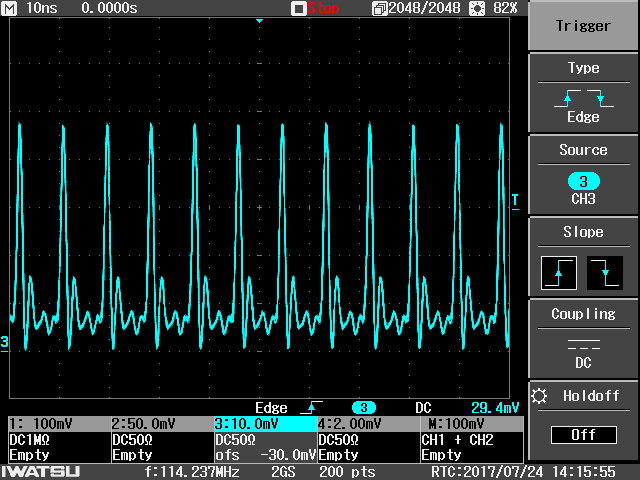 M 10ns 0.0000s Stop 2048/2048 82%
Trigger
Type
Edge
Source
3
CH3
Slope
Coupling
DC
Holdoff
Off
T
3
Edge 3 DC 29.4mV
1: 100mV 2:50.0mV 3:10.0mV 4:2.00mV M:100mV
DC1MΩ DC50Ω DC50Ω DC50Ω CH1 + CH2
Empty Empty ofs -30.0mV Empty Empty
IWATSU f:114.237MHz 2GS 200 pts RTC:2017/07/24 14:15:55